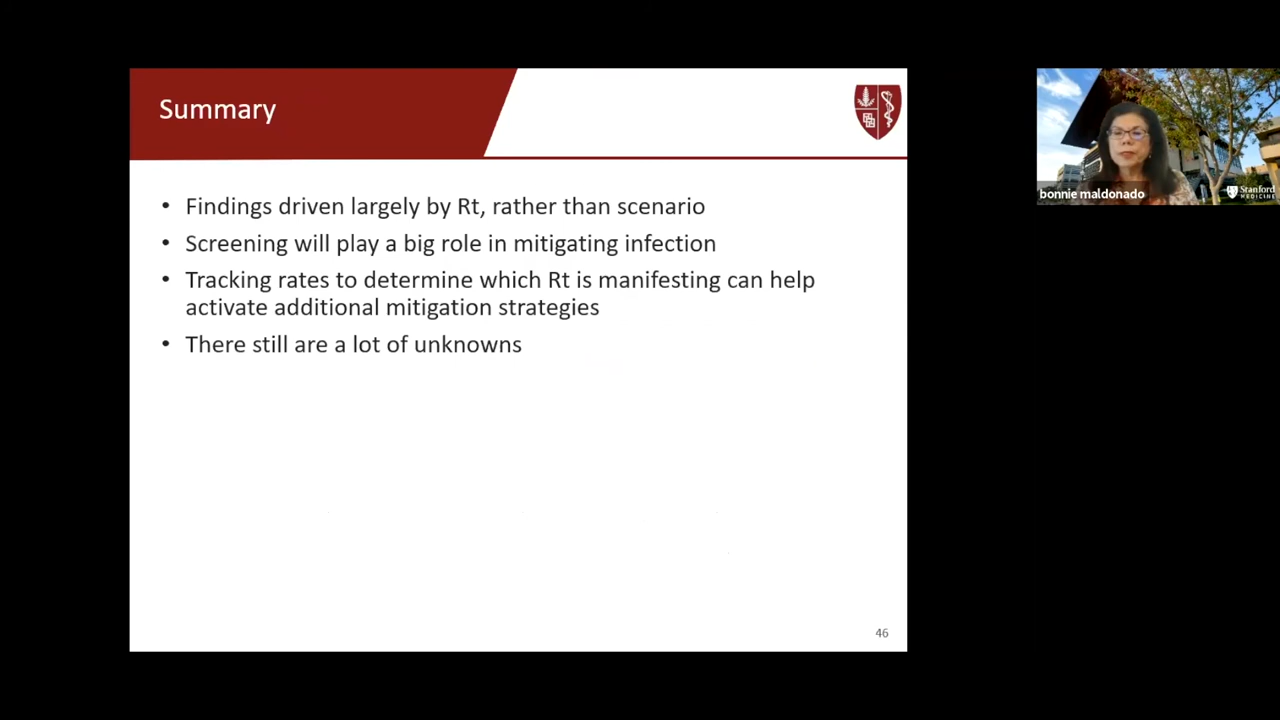 Summary
• Findings driven largely by Rt, rather than scenario
• Screening will play a big role in mitigating infection
• Tracking rates to determine which Rt is manifesting can help
activate additional mitigation strategies
• There still are a lot of unknowns
46
bonnie maldonado
Stanford
MEDICINE